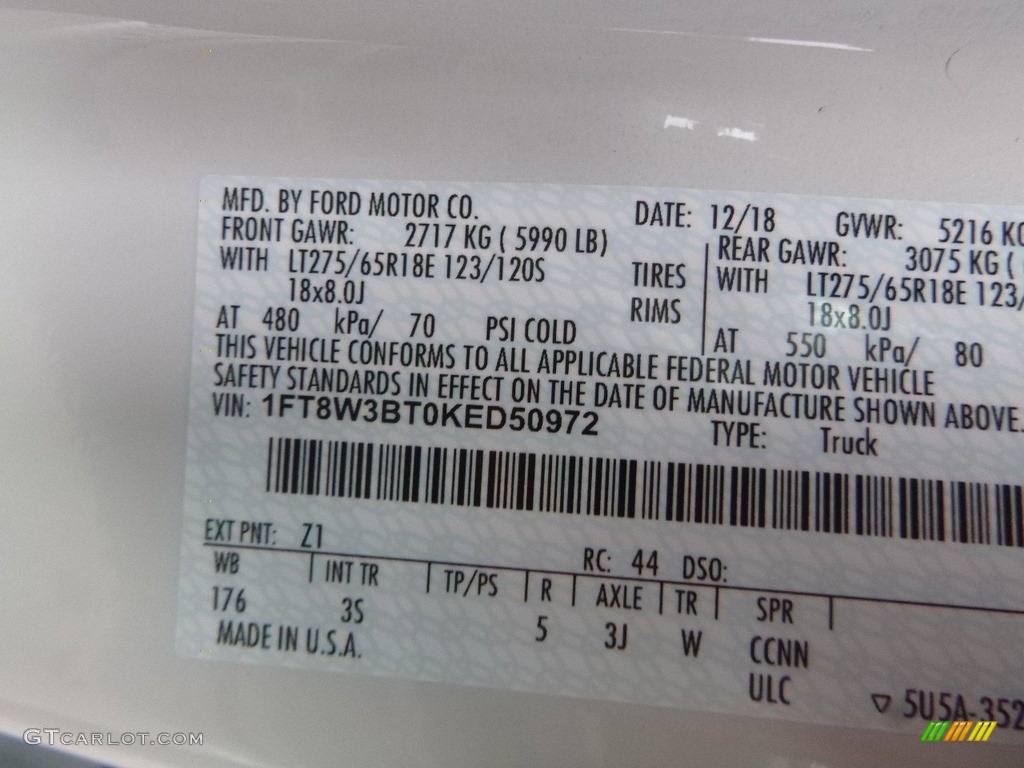 MFD. BY FORD MOTOR CO. DATE: 12/18 GVWR: 5216 KG
FRONT GAWR: 2717 KG ( 5990 LB) REAR GAWR: 3075 KG (
WITH LT275/65R18E 123/120S TIRES WITH LT275/65R18E 123/
18x8.0J RIMS 18x8.0J
AT 480 kPa/ 70 PSI COLD AT 550 kPa/ 80
THIS VEHICLE CONFORMS TO ALL APPLICABLE FEDERAL MOTOR VEHICLE
SAFETY STANDARDS IN EFFECT ON THE DATE OF MANUFACTURE SHOWN ABOVE.
VIN: 1FT8W3BT0KED50972 TYPE: Truck
EXT PNT: Z1 RC: 44 DSO:
WB INT TR TP/PS R AXLE TR SPR
176 3S 5 3J W CCNN
MADE IN U.S.A. ULC
5U5A-352
GTCARLOT.COM